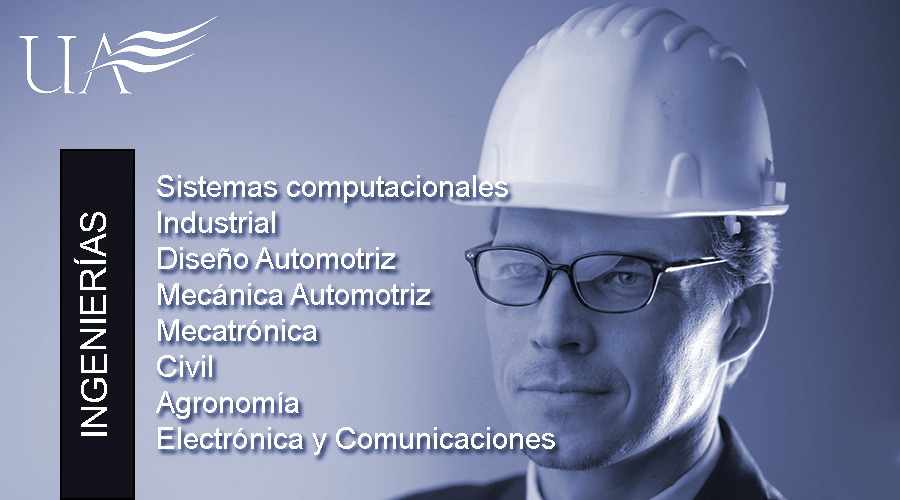 UA
INGENIERÍAS
Sistemas computacionales
Industrial
Diseño Automotriz
Mecánica Automotriz
Mecatrónica
Civil
Agronomía
Electrónica y Comunicaciones